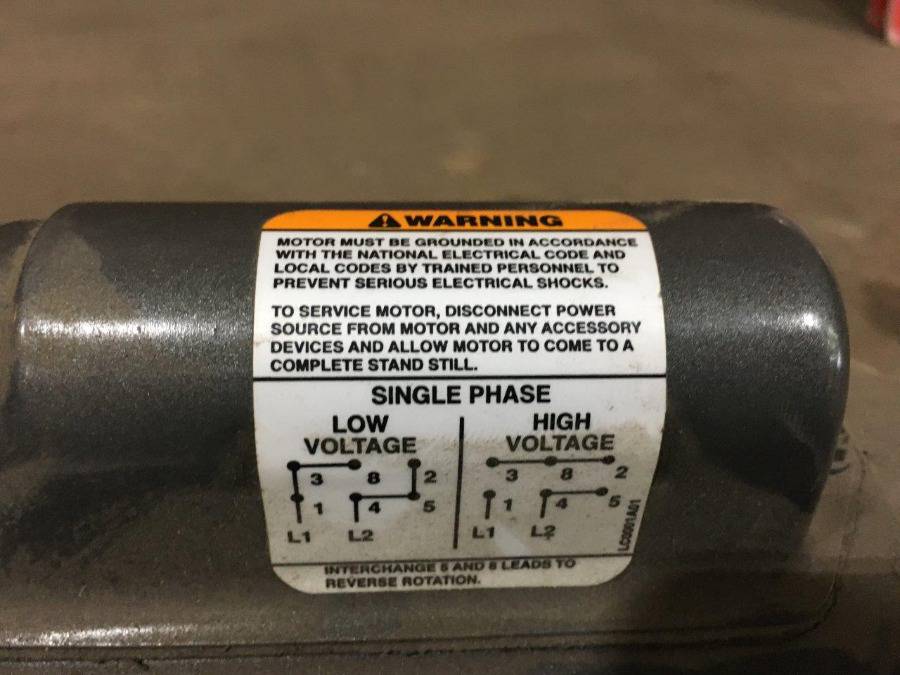 WARNING
MOTOR MUST BE GROUNDED IN ACCORDANCE
WITH THE NATIONAL ELECTRICAL CODE AND
LOCAL CODES BY TRAINED PERSONNEL TO
PREVENT SERIOUS ELECTRICAL SHOCKS.
TO SERVICE MOTOR, DISCONNECT POWER
SOURCE FROM MOTOR AND ANY ACCESSORY
DEVICES AND ALLOW MOTOR TO COME TO A
COMPLETE STAND STILL.
SINGLE PHASE
LOW
VOLTAGE
3 8 2
1 4 5
L1 L2
HIGH
VOLTAGE
3 8 2
1 4 5
L1 L2
LC0001A01
INTERCHANGE 5 AND 8 LEADS TO
REVERSE ROTATION.